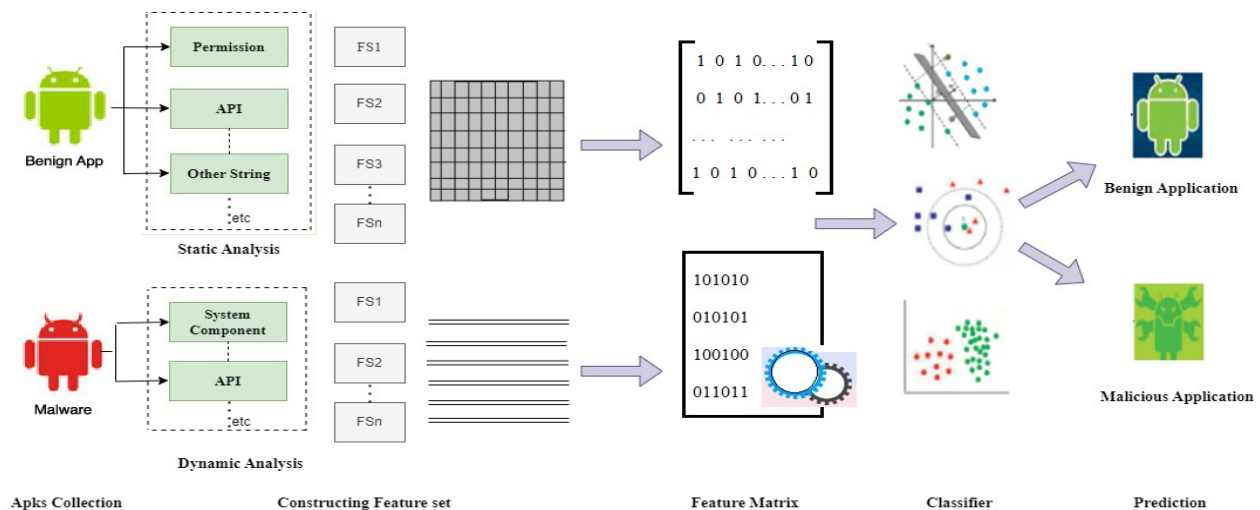 Benign App
Permission
API
Other String
etc
Static Analysis
FS1
FS2
FS3
FSn
1 0 1 0...1 0
0 1 0 1...01
... ... ... ...
1 0 1 0...1 0
Malware
System
Component
API
etc
Dynamic Analysis
FS1
FS2
FSn
101010
010101
100100
011011
Benign Application
Malicious Application
Apks Collection
Constructing Feature set
Feature Matrix
Classifier
Prediction